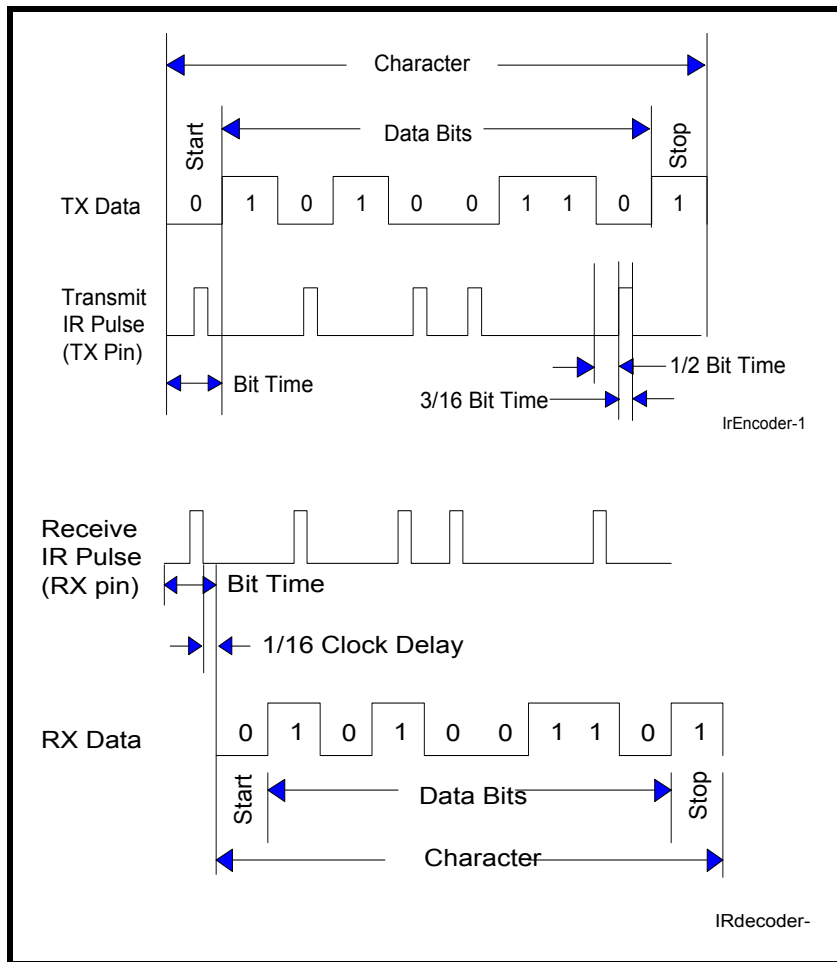 Character
Start
Data Bits
Stop
TX Data
0 1 0 1 0 0 1 1 0 1
Transmit
IR Pulse
(TX Pin)
Bit Time
1/2 Bit Time
3/16 Bit Time
IrEncoder-1
Receive
IR Pulse
(RX pin)
Bit Time
1/16 Clock Delay
RX Data
0 1 0 1 0 0 1 1 0 1
Start
Data Bits
Stop
Character
IRdecoder-